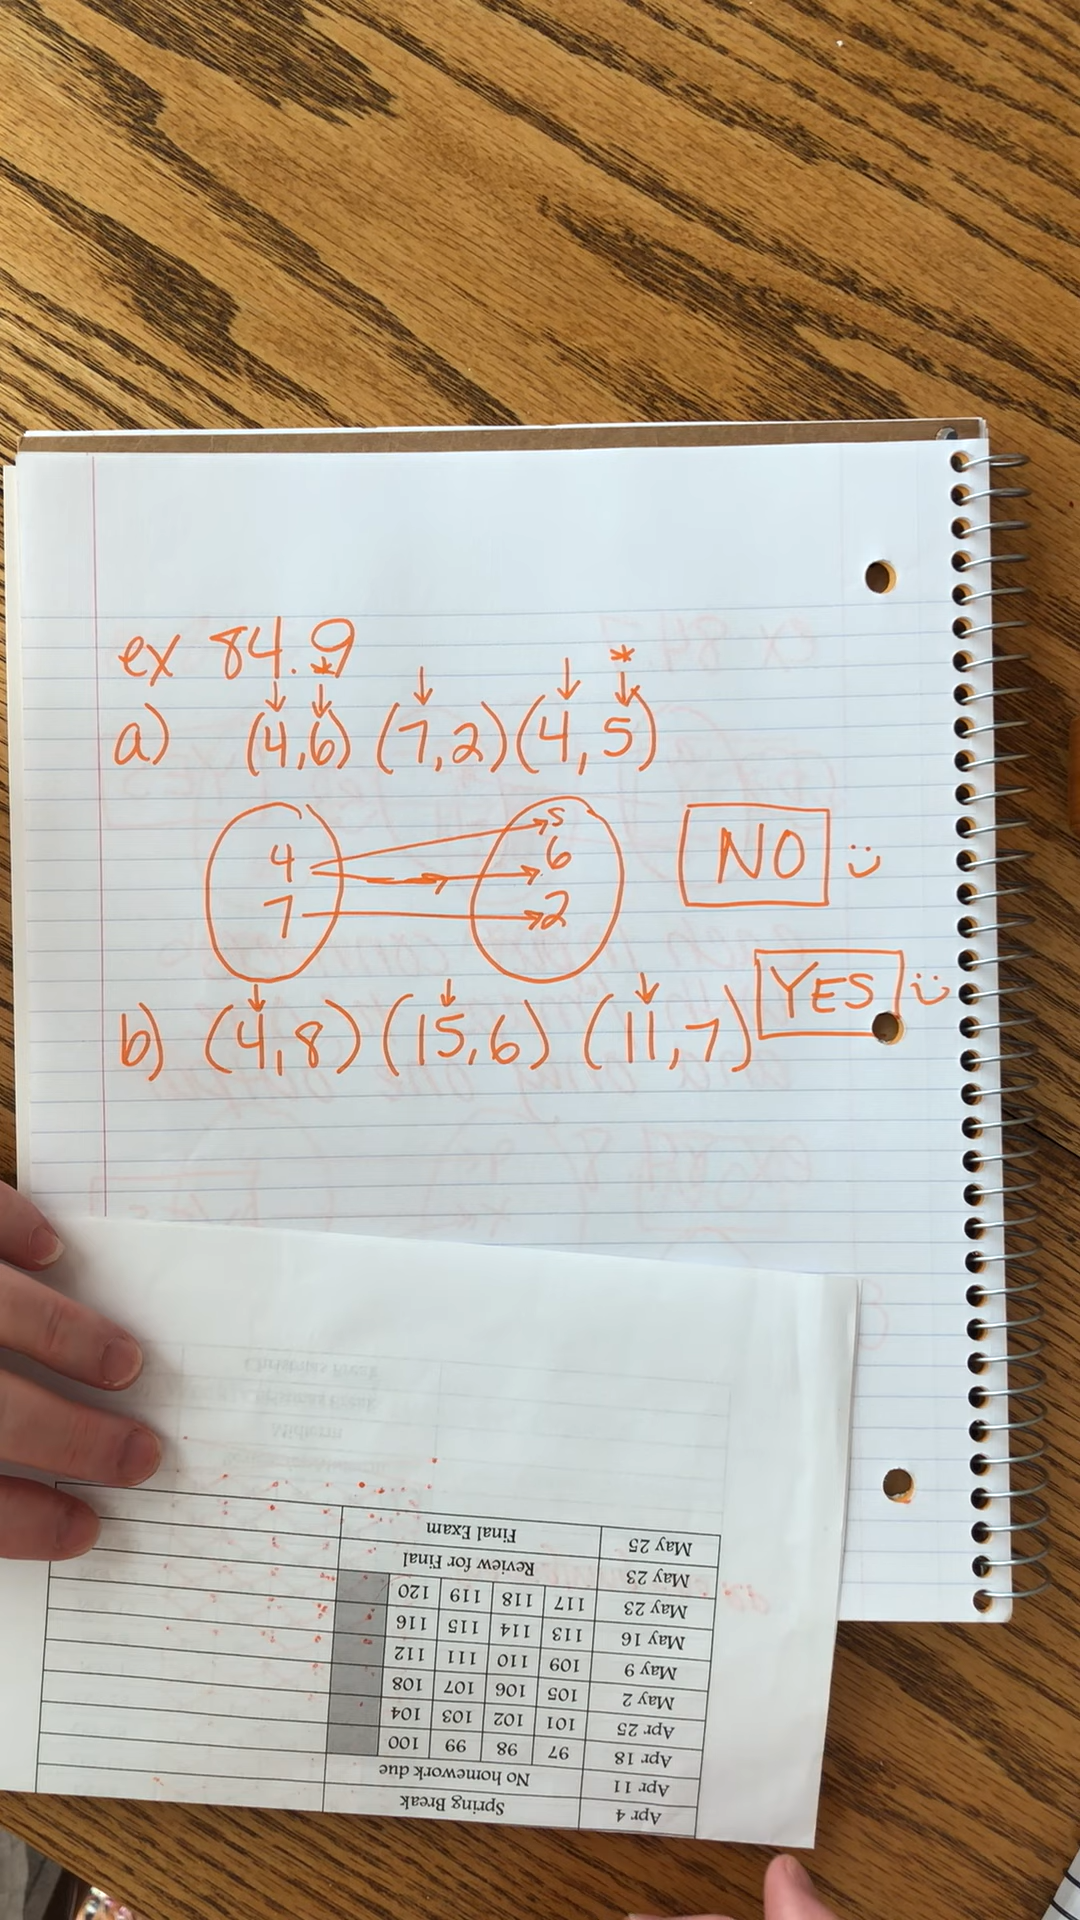 ex 84.9
* *
↓ ↓ ↓ ↓ ↓
a) (4,6) (7,2) (4,5)
4 7
5 6 2
NO :)
↓ ↓ ↓
b) (4,8) (15,6) (11,7) YES :)
Apr 4 Spring Break
Apr 11 No homework due
Apr 18 97 98 99 100
Apr 25 101 102 103 104
May 2 105 106 107 108
May 9 109 110 111 112
May 16 113 114 115 116
May 23 117 118 119 120
May 23 Review for Final
May 25 Final Exam
Midterm
Christmas Break